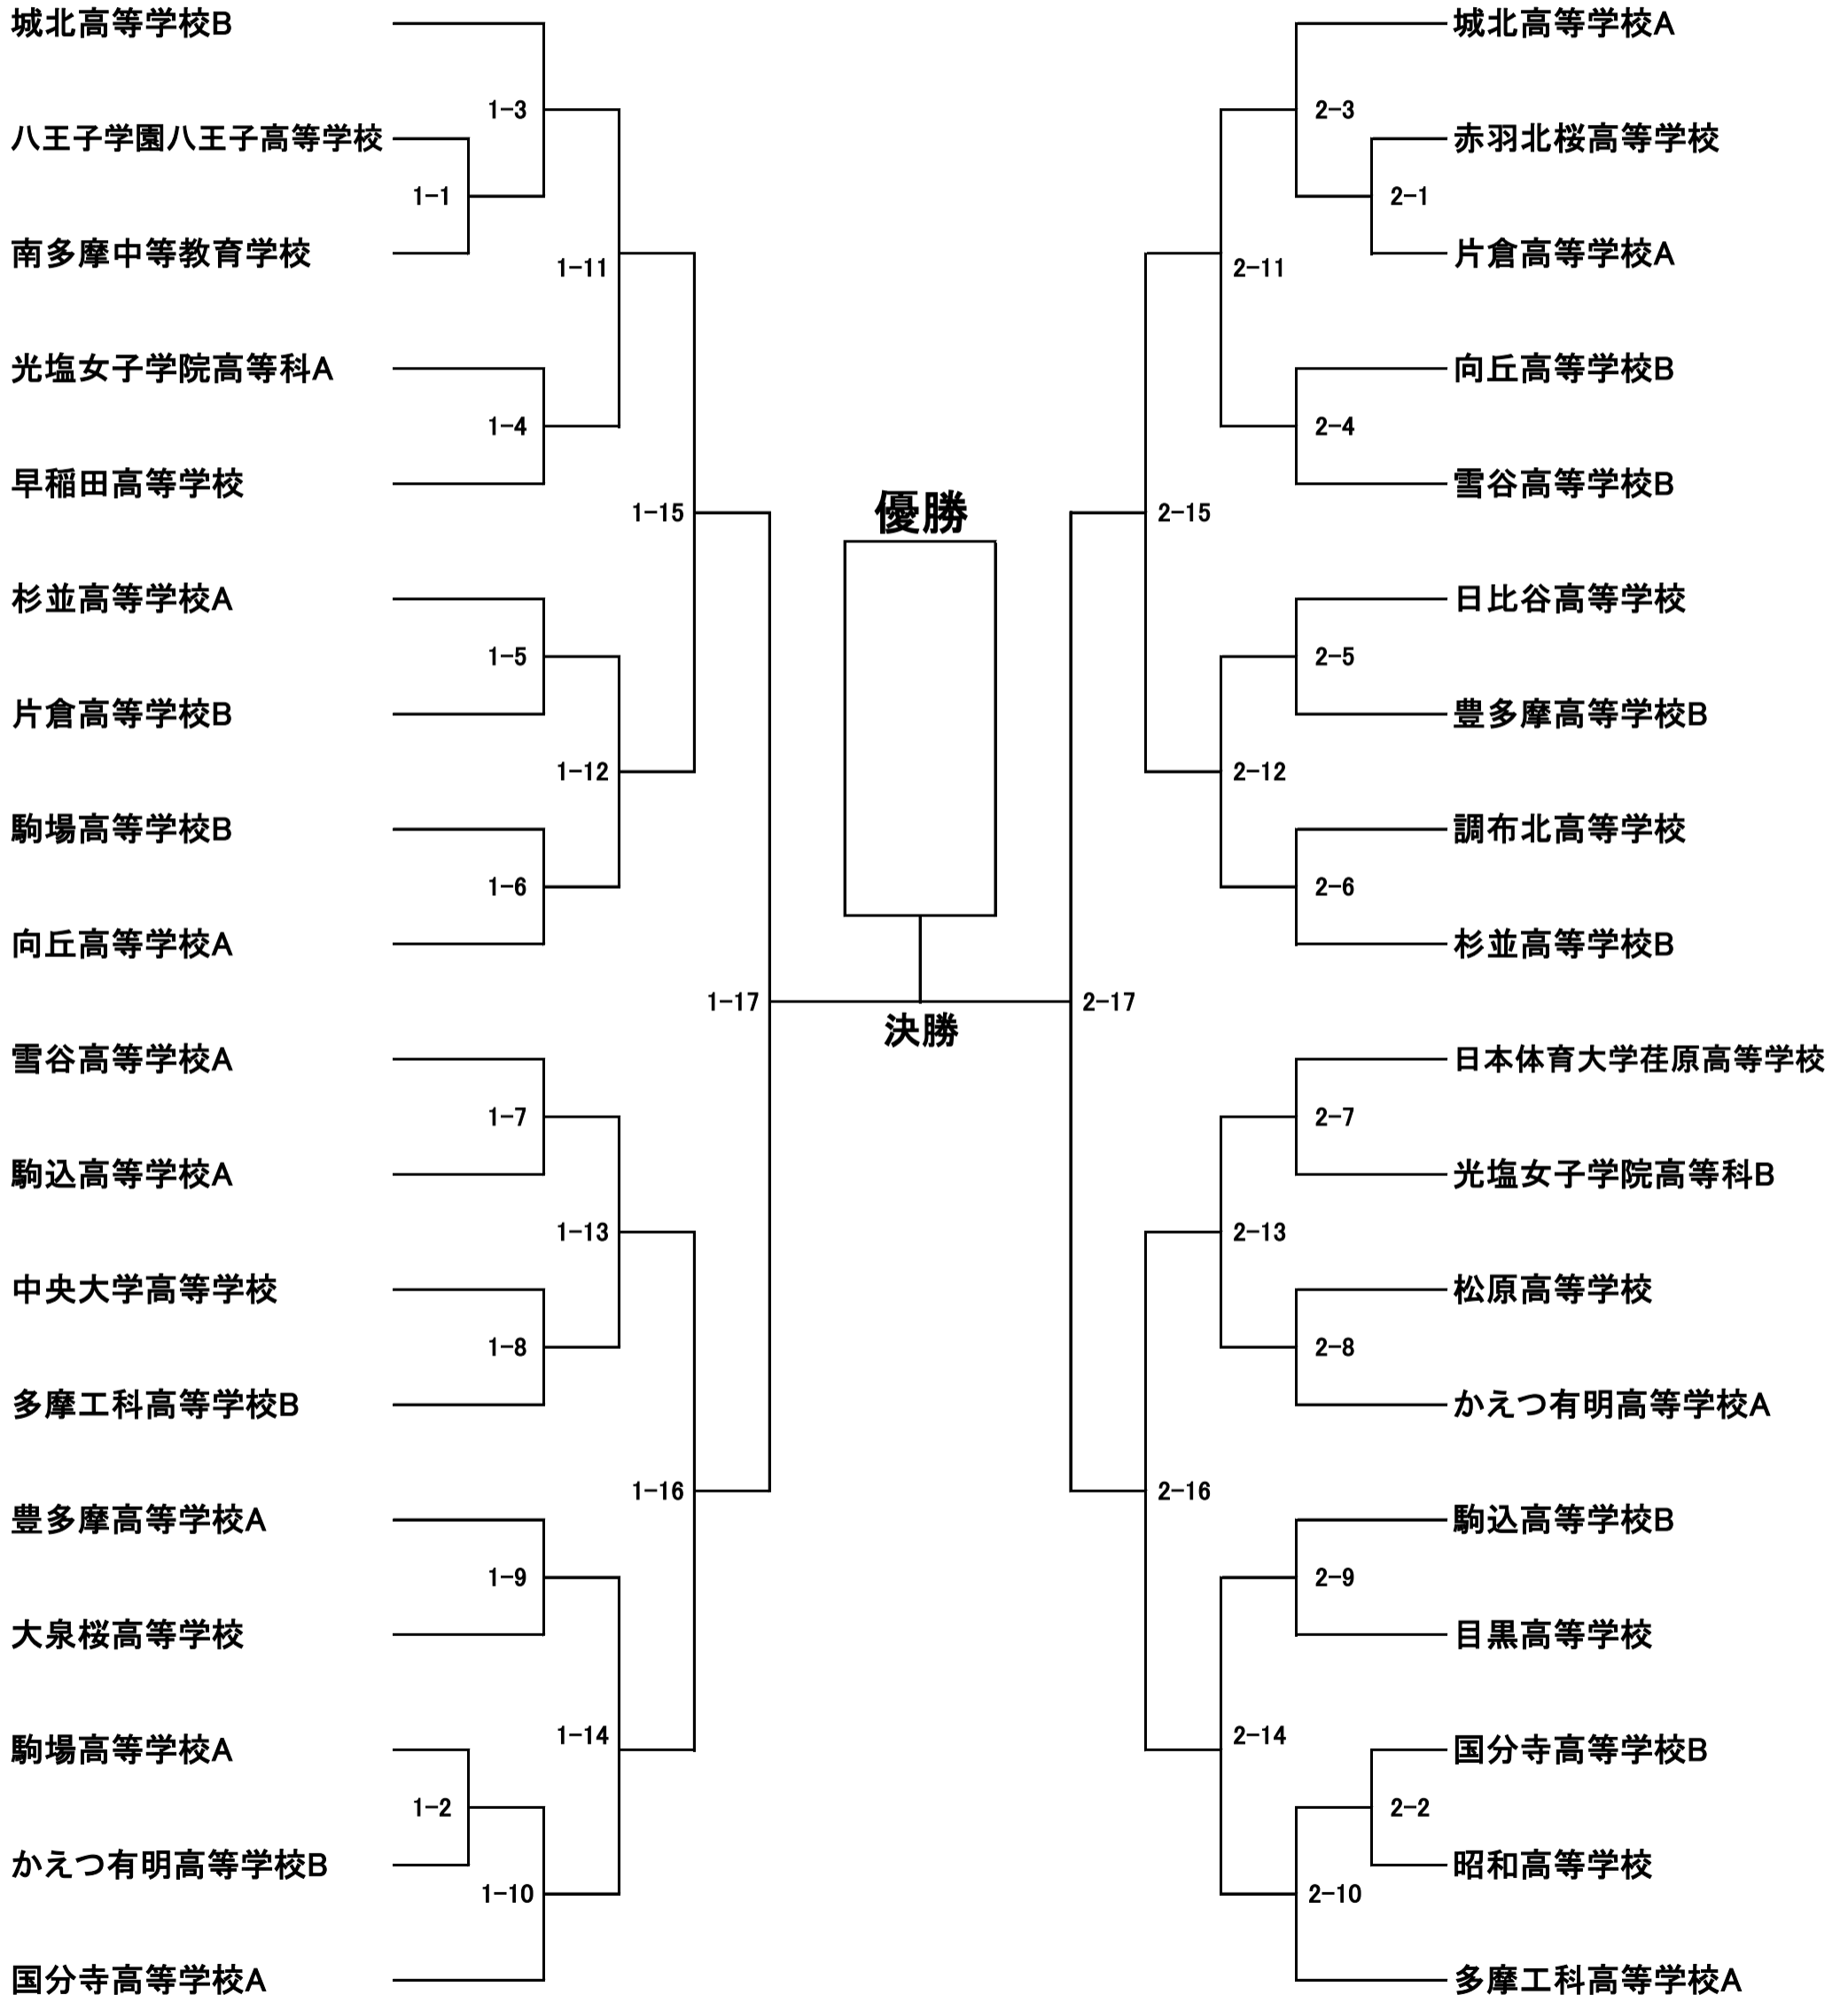 城北高等学校B
八王子学園八王子高等学校
南多摩中等教育学校
光塩女子学院高等科A
早稲田高等学校
杉並高等学校A
片倉高等学校B
駒場高等学校B
向丘高等学校A
雪谷高等学校A
駒込高等学校A
中央大学高等学校
多摩工科高等学校B
豊多摩高等学校A
大泉桜高等学校
駒場高等学校A
かえつ有明高等学校B
国分寺高等学校A
1-1
1-2
1-3
1-4
1-5
1-6
1-7
1-8
1-9
1-10
1-11
1-12
1-13
1-14
1-15
1-16
1-17
優勝
決勝
2-17
2-15
2-16
2-11
2-12
2-13
2-14
2-3
2-4
2-5
2-6
2-7
2-8
2-9
2-10
2-1
2-2
城北高等学校A
赤羽北桜高等学校
片倉高等学校A
向丘高等学校B
雪谷高等学校B
日比谷高等学校
豊多摩高等学校B
調布北高等学校
杉並高等学校B
日本体育大学荏原高等学校
光塩女子学院高等科B
松原高等学校
かえつ有明高等学校A
駒込高等学校B
目黒高等学校
国分寺高等学校B
昭和高等学校
多摩工科高等学校A